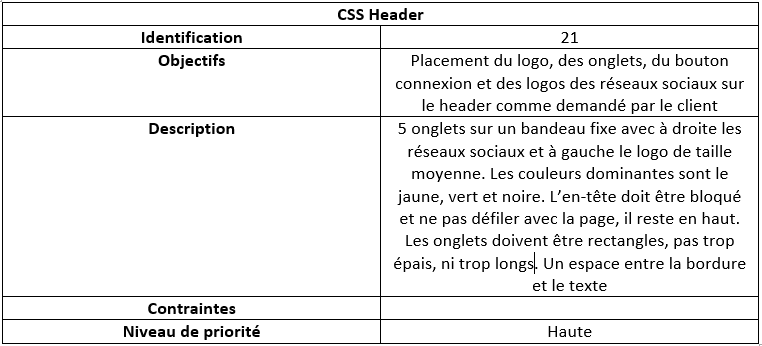 CSS Header
Identification 21
Objectifs Placement du logo, des onglets, du bouton
connexion et des logos des réseaux sociaux sur
le header comme demandé par le client
Description 5 onglets sur un bandeau fixe avec à droite les
réseaux sociaux et à gauche le logo de taille
moyenne. Les couleurs dominantes sont le
jaune, vert et noire. L’en-tête doit être bloqué
et ne pas défiler avec la page, il reste en haut.
Les onglets doivent être rectangles, pas trop
épais, ni trop longs. Un espace entre la bordure
et le texte
Contraintes
Niveau de priorité Haute